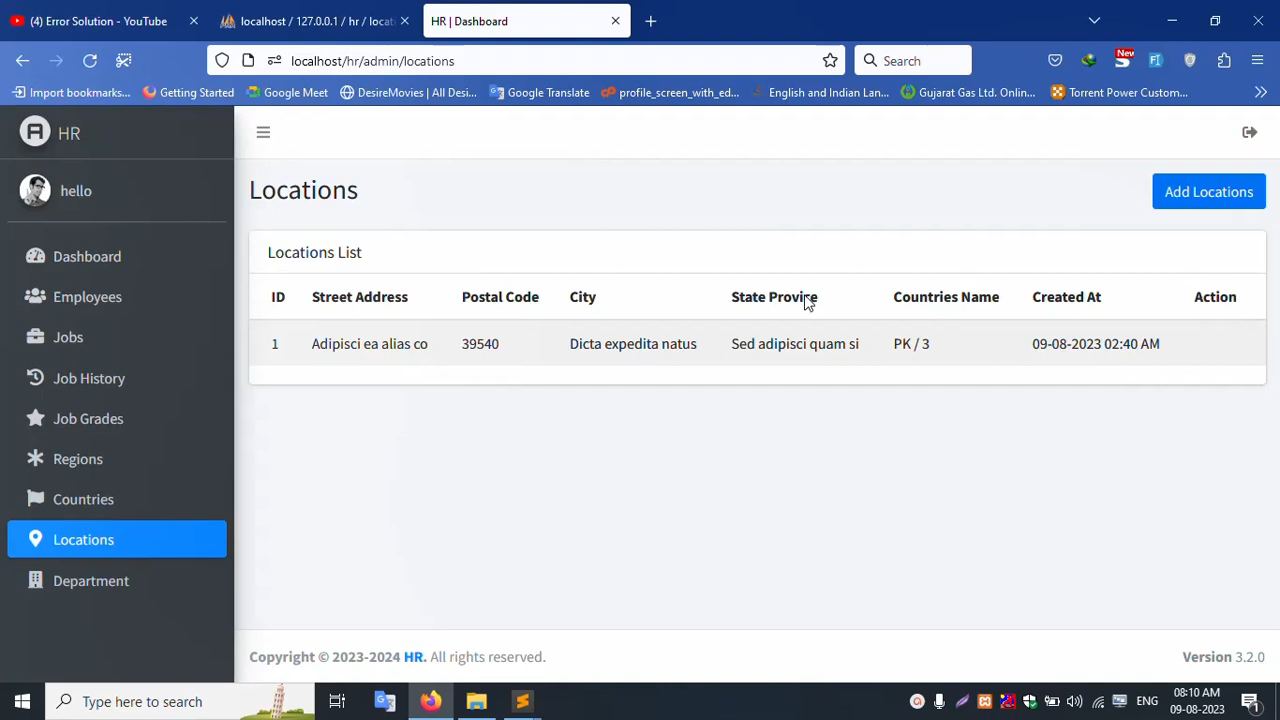 (4) Error Solution - YouTube
localhost / 127.0.0.1 / hr / locati
HR | Dashboard
localhost/hr/admin/locations
Search
New
Import bookmarks...
Getting Started
Google Meet
DesireMovies | All Desi...
Google Translate
profile_screen_with_ed...
English and Indian Lan...
Gujarat Gas Ltd. Onlin...
Torrent Power Custom...
HR
hello
Dashboard
Employees
Jobs
Job History
Job Grades
Regions
Countries
Locations
Department
Locations
Add Locations
Locations List
ID Street Address Postal Code City State Countries Name Created At Action
1 Adipisci ea alias co 39540 Dicta expedita natus Sed adipisci quam si PK / 3 09-08-2023 02:40 AM
Copyright © 2023-2024 HR. All rights reserved.
Version 3.2.0
Type here to search
ENG
08:10 AM
09-08-2023
1